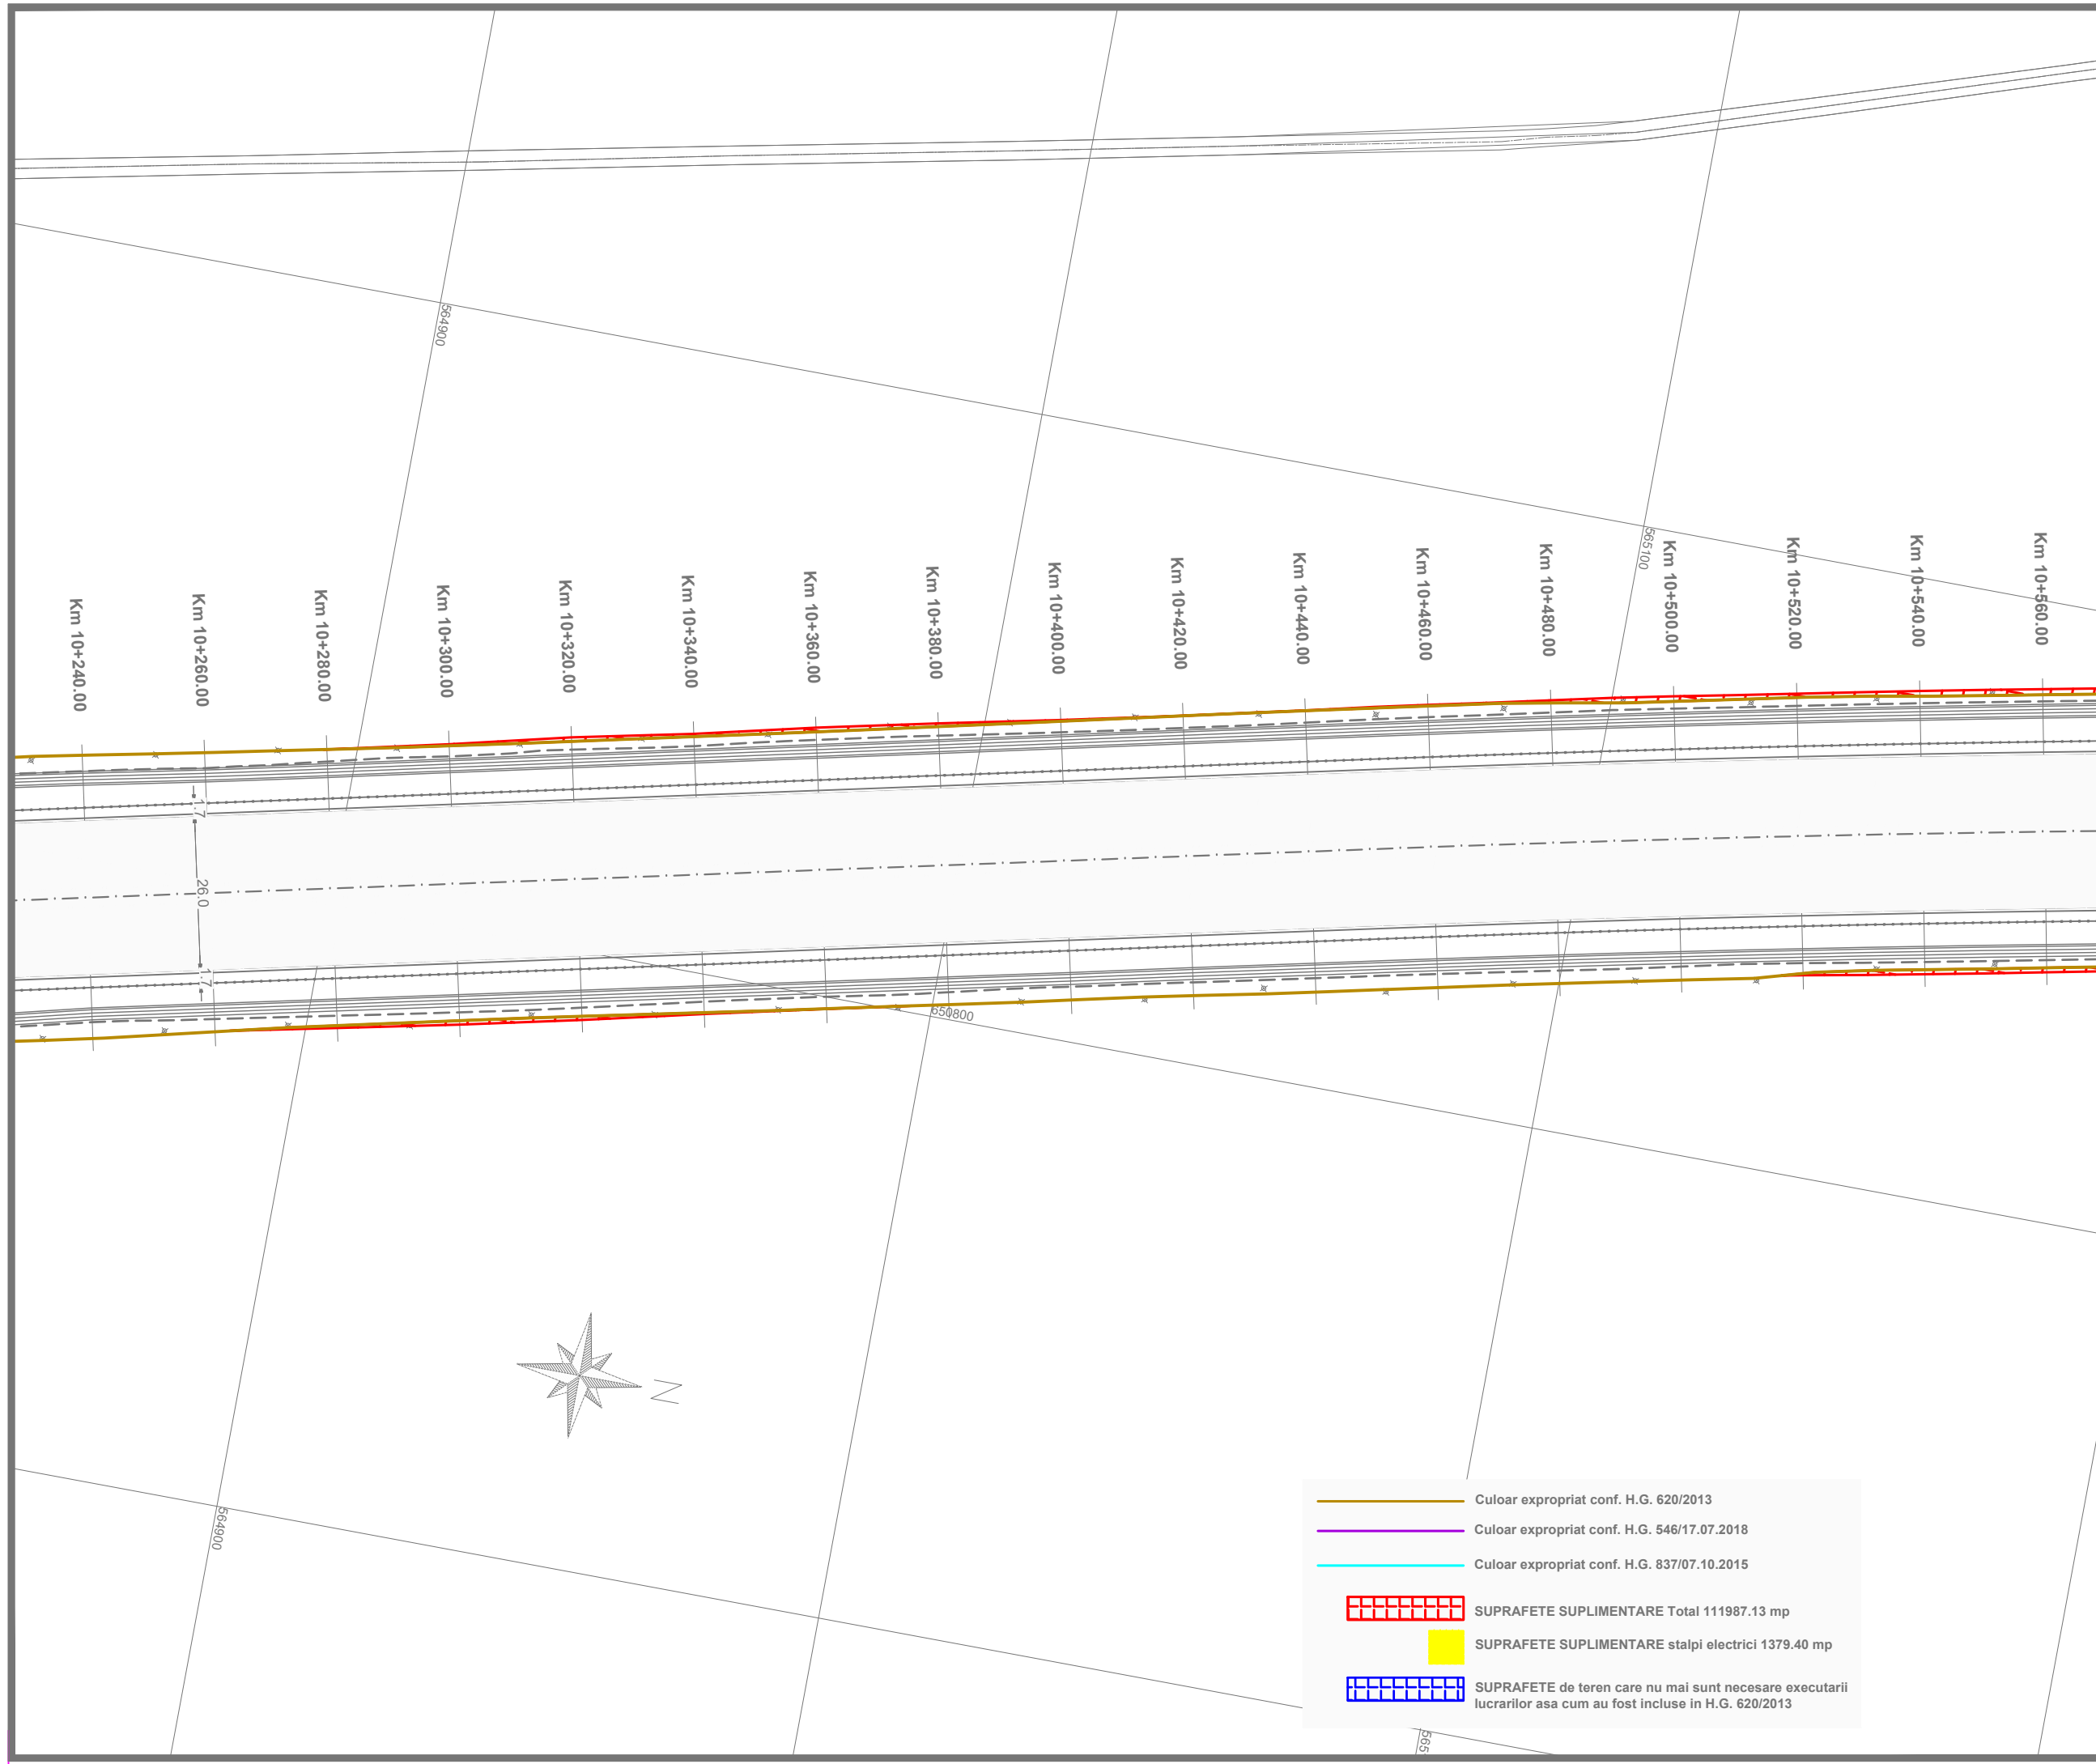 564900
565100
Km 10+240.00
Km 10+260.00
Km 10+280.00
Km 10+300.00
Km 10+320.00
Km 10+340.00
Km 10+360.00
Km 10+380.00
Km 10+400.00
Km 10+420.00
Km 10+440.00
Km 10+460.00
Km 10+480.00
Km 10+500.00
Km 10+520.00
Km 10+540.00
Km 10+560.00
1.7
26.0
1.7
650800
N
564900
Culoar expropriat conf. H.G. 620/2013
Culoar expropriat conf. H.G. 546/17.07.2018
Culoar expropriat conf. H.G. 837/07.10.2015
SUPRAFETE SUPLIMENTARE Total 111987.13 mp
SUPRAFETE SUPLIMENTARE stalpi electrici 1379.40 mp
SUPRAFETE de teren care nu mai sunt necesare executarii
lucrarilor asa cum au fost incluse in H.G. 620/2013